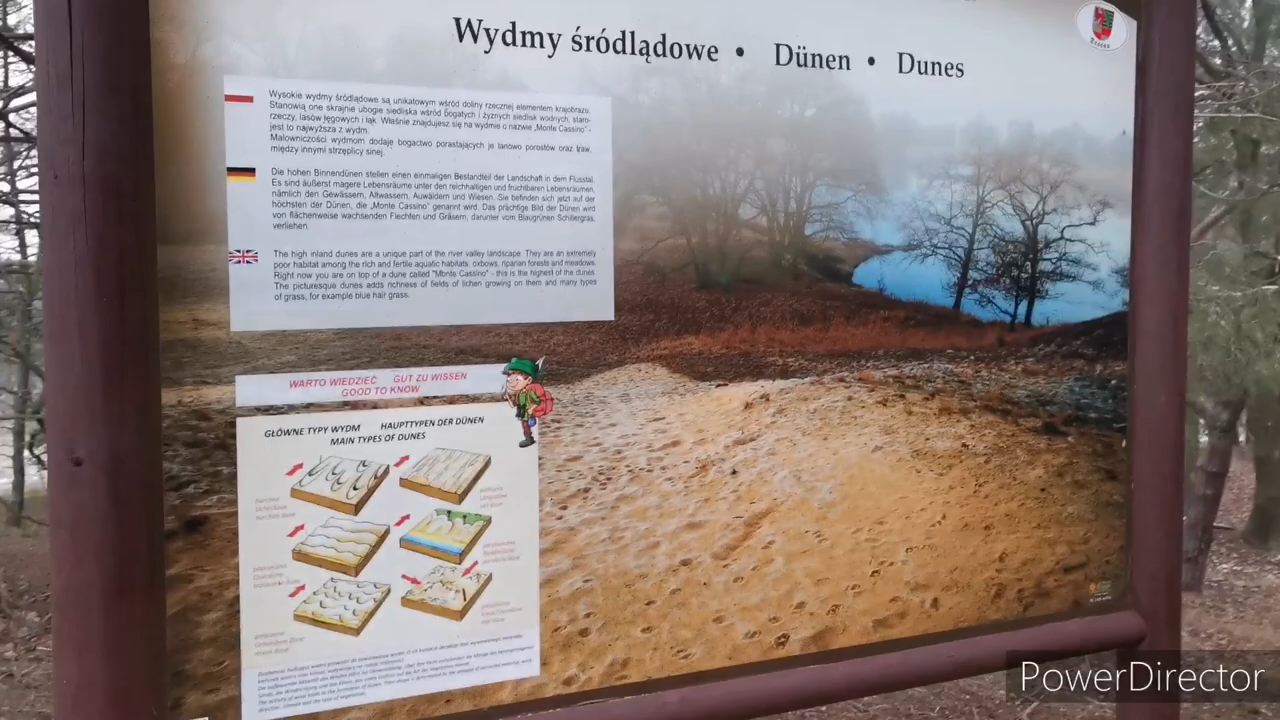 Wydmy śródlądowe • Dünen • Dunes
Wysokie wydmy śródlądowe są unikatowym wśród doliny rzecznej elementem krajobrazu.
Stanowią one skrajnie ubogie siedliska wśród bogatych i żyznych siedlisk wodnych, staro-
rzeczy, lasów łęgowych i łąk. Właśnie znajdujesz się na wydmie o nazwie „Monte Cassino" -
jest to najwyższa z wydm.
Malowniczości wydmom dodaje bogactwo porastających je łanowo porostów oraz traw,
między innymi strzęplicy sinej.
Die hohen Binnendünen stellen einen einmaligen Bestandteil der Landschaft in dem Flusstal.
Es sind äußerst magere Lebensräume unter den reichhaltigen und fruchtbaren Lebensräumen,
nämlich den Gewässern, Altwassern, Auwäldern und Wiesen. Sie befinden sich jetzt auf der
höchsten der Dünen, die „Monte Cassino" genannt wird. Das prächtige Bild der Dünen wird
von flächenweise wachsenden Flechten und Gräsern, darunter vom Blaugrünen Schillergras,
verliehen.
The high inland dunes are a unique part of the river valley landscape. They are an extremely
poor habitat among the rich and fertile aquatic habitats: oxbows, riparian forests and meadows.
Right now you are on top of a dune called "Monte Cassino" - this is the highest of the dunes.
The picturesque dunes adds richness of fields of lichen growing on them and many types
of grass, for example blue hair grass.
WARTO WIEDZIEĆ GUT ZU WISSEN
GOOD TO KNOW
GŁÓWNE TYPY WYDM HAUPTTYPEN DER DÜNEN
MAIN TYPES OF DUNES
PowerDirector